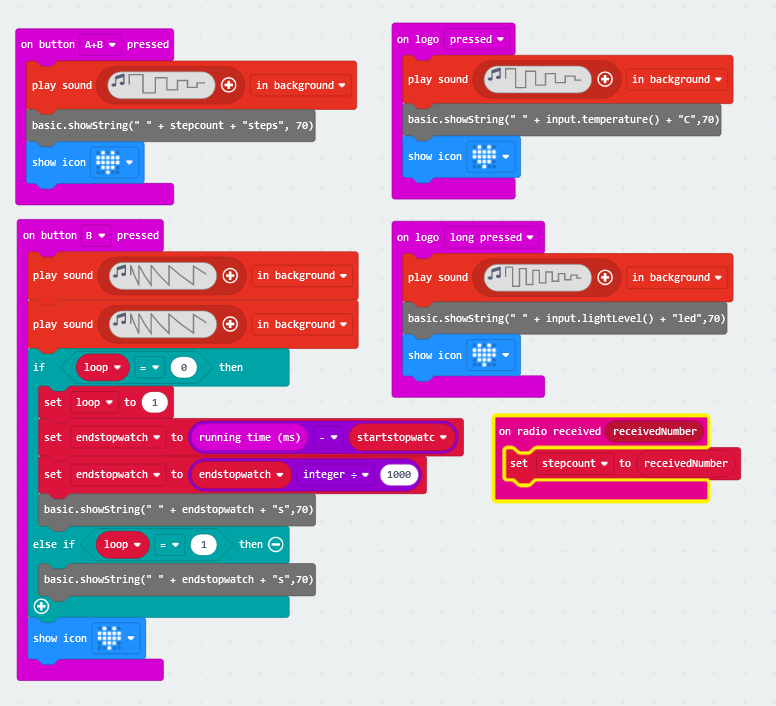 on button A+B pressed
play sound in background
basic.showString(" " + stepcount + "steps", 70)
show icon
on button B pressed
play sound in background
play sound in background
if loop = 0 then
set loop to 1
set endstopwatch to running time (ms) - startstopwatc
set endstopwatch to endstopwatch integer ÷ 1000
basic.showString(" " + endstopwatch + "s",70)
else if loop = 1 then
basic.showString(" " + endstopwatch + "s",70)
show icon
on logo pressed
play sound in background
basic.showString(" " + input.temperature() + "C",70)
show icon
on logo long pressed
play sound in background
basic.showString(" " + input.lightLevel() + "led",70)
show icon
on radio received receivedNumber
set stepcount to receivedNumber